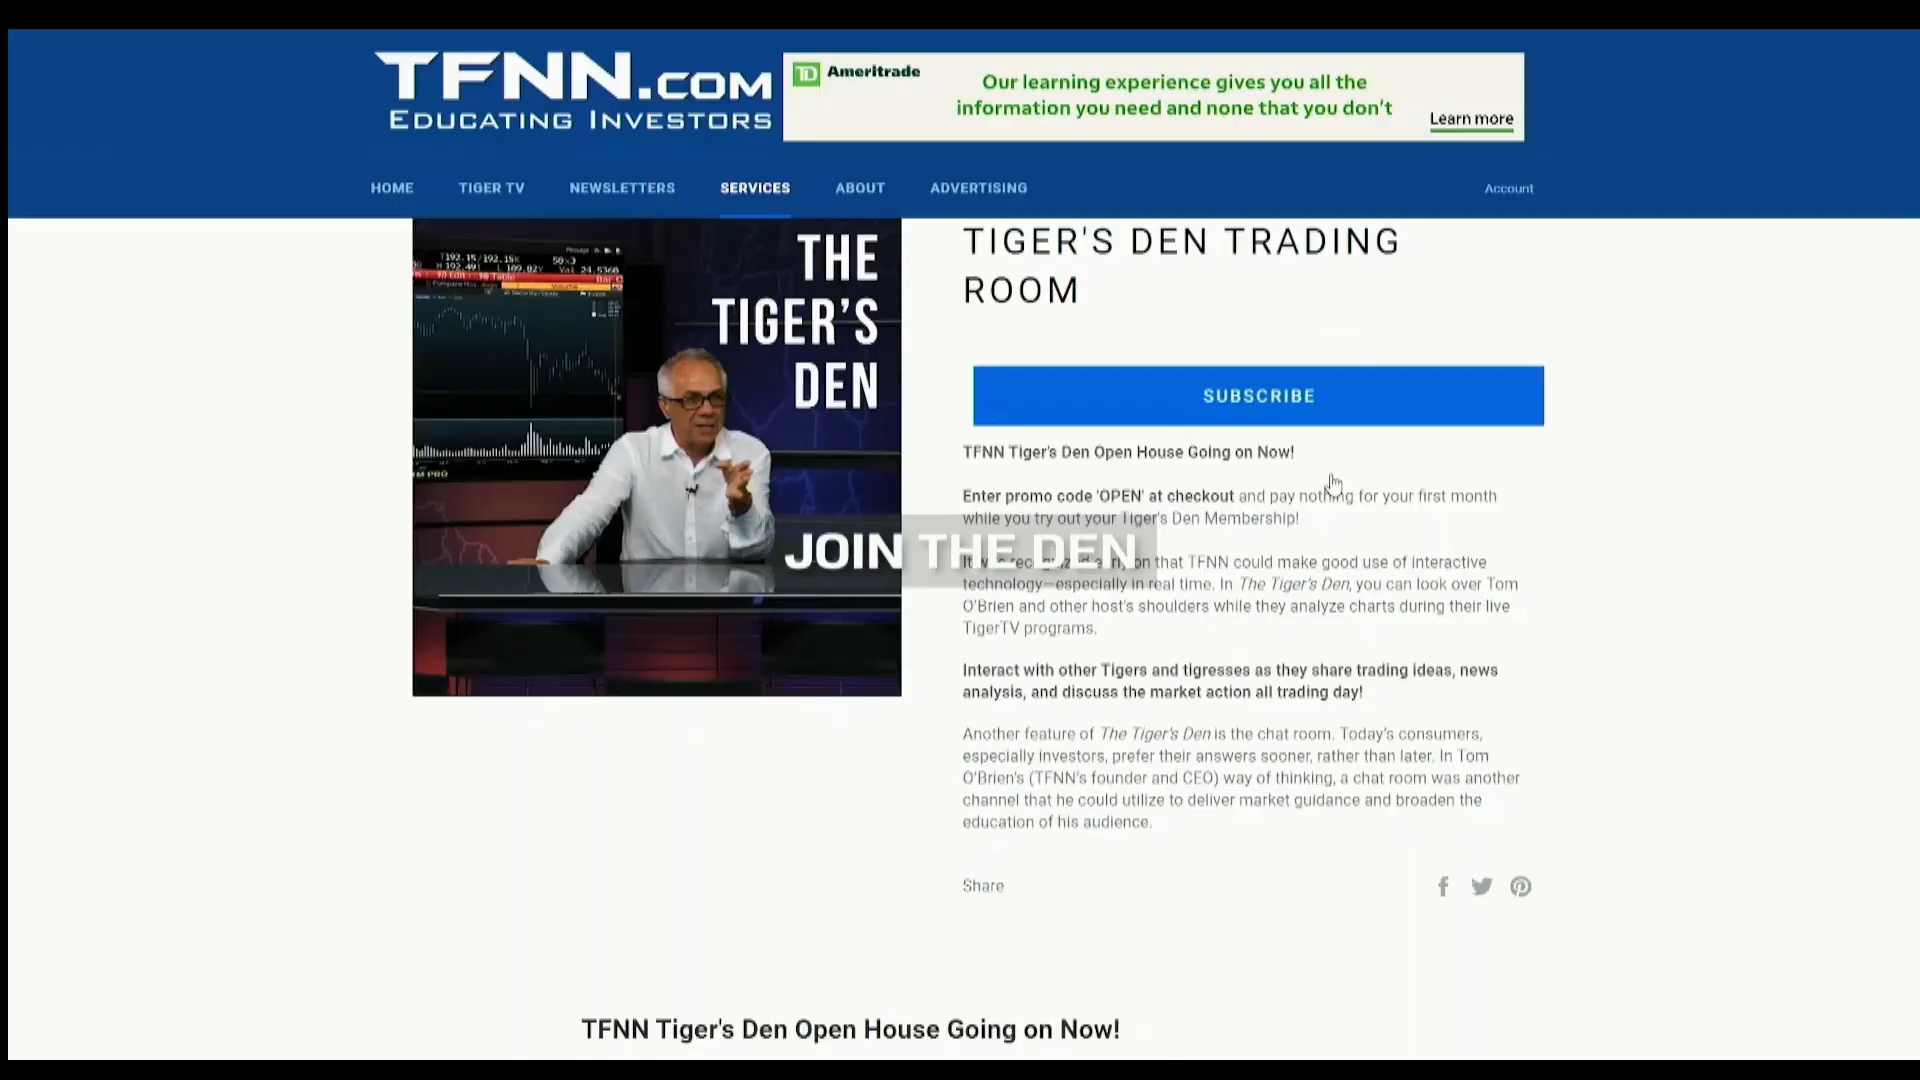 TFNN.COM
EDUCATING INVESTORS
TD Ameritrade
Our learning experience gives you all the
information you need and none that you don't
Learn more
HOME
TIGER TV
NEWSLETTERS
SERVICES
ABOUT
ADVERTISING
Account
THE
TIGER'S
DEN
TIGER'S DEN TRADING
ROOM
SUBSCRIBE
TFNN Tiger's Den Open House Going on Now!
Enter promo code 'OPEN' at checkout and pay nothing for your first month
while you try out your Tiger's Den Membership!
JOIN THE DEN
It was recognized early on that TFNN could make good use of interactive
technology—especially in real time. In The Tiger's Den, you can look over Tom
O'Brien and other host's shoulders while they analyze charts during their live
TigerTV programs.
Interact with other Tigers and tigresses as they share trading ideas, news
analysis, and discuss the market action all trading day!
Another feature of The Tiger's Den is the chat room. Today's consumers,
especially investors, prefer their answers sooner, rather than later. In Tom
O'Brien's (TFNN's founder and CEO) way of thinking, a chat room was another
channel that he could utilize to deliver market guidance and broaden the
education of his audience.
Share
TFNN Tiger's Den Open House Going on Now!